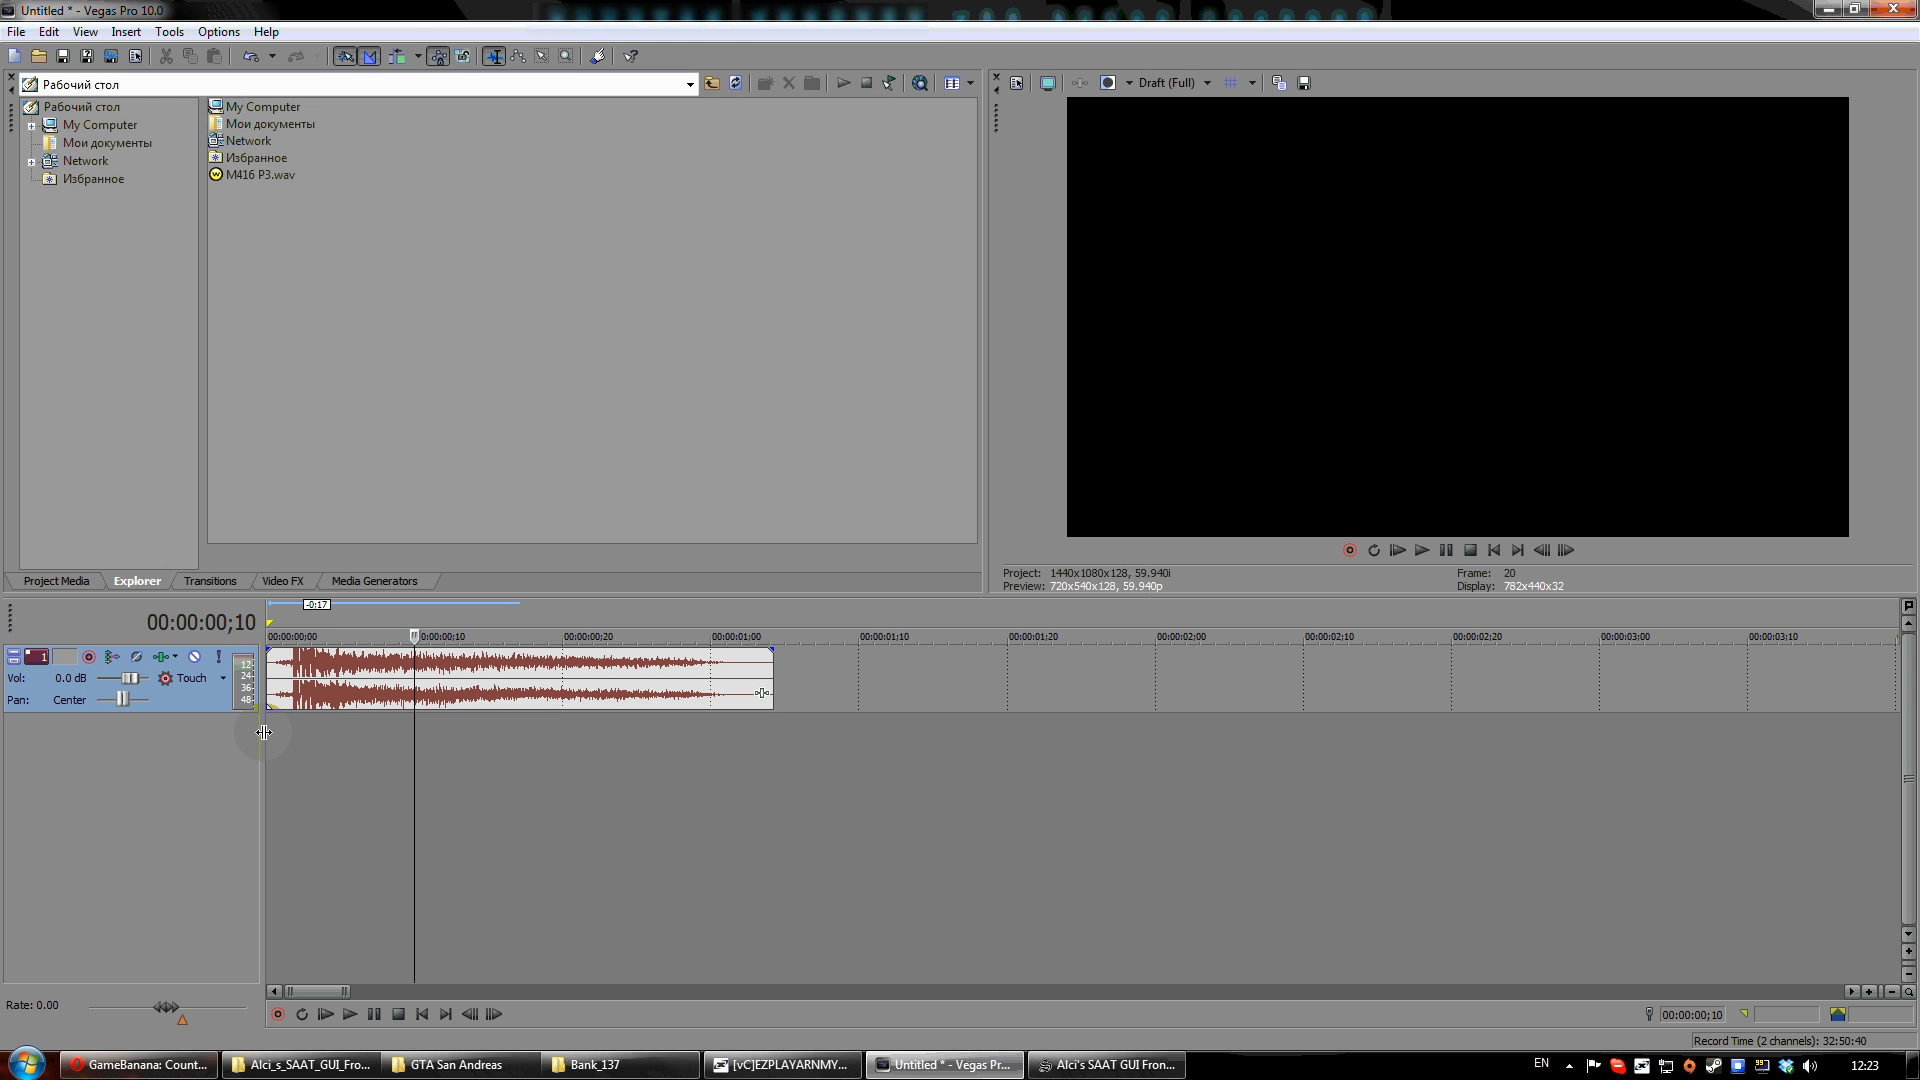 Untitled * - Vegas Pro 10.0
File Edit View Insert Tools Options Help
Рабочий стол
Draft (Full)
Рабочий стол
My Computer
Мои документы
Network
Избранное
My Computer
Мои документы
Network
Избранное
M416 P3.wav
Project Media Explorer Transitions Video FX Media Generators
Project: 1440x1080x128, 59.940i
Preview: 720x540x128, 59.940p
Frame: 20
Display: 782x440x32
00:00:00;10
-0;17
00:00:00;00 00:00:00;10 00:00:00;20 00:00:01;00 00:00:01;10 00:00:01;20 00:00:02;00 00:00:02;10 00:00:02;20 00:00:03;00 00:00:03;10
1
Vol: 0.0 dB Touch
Pan: Center
12
24
36
48
Rate: 0.00
00:00:00;10
Record Time (2 channels): 32:50:40
GameBanana: Count...
Alci_s_SAAT_GUI_Fro...
GTA San Andreas
Bank_137
[vC]EZPLAYARNMY...
Untitled * - Vegas Pr...
Alci's SAAT GUI Fron...
EN
99
12:23